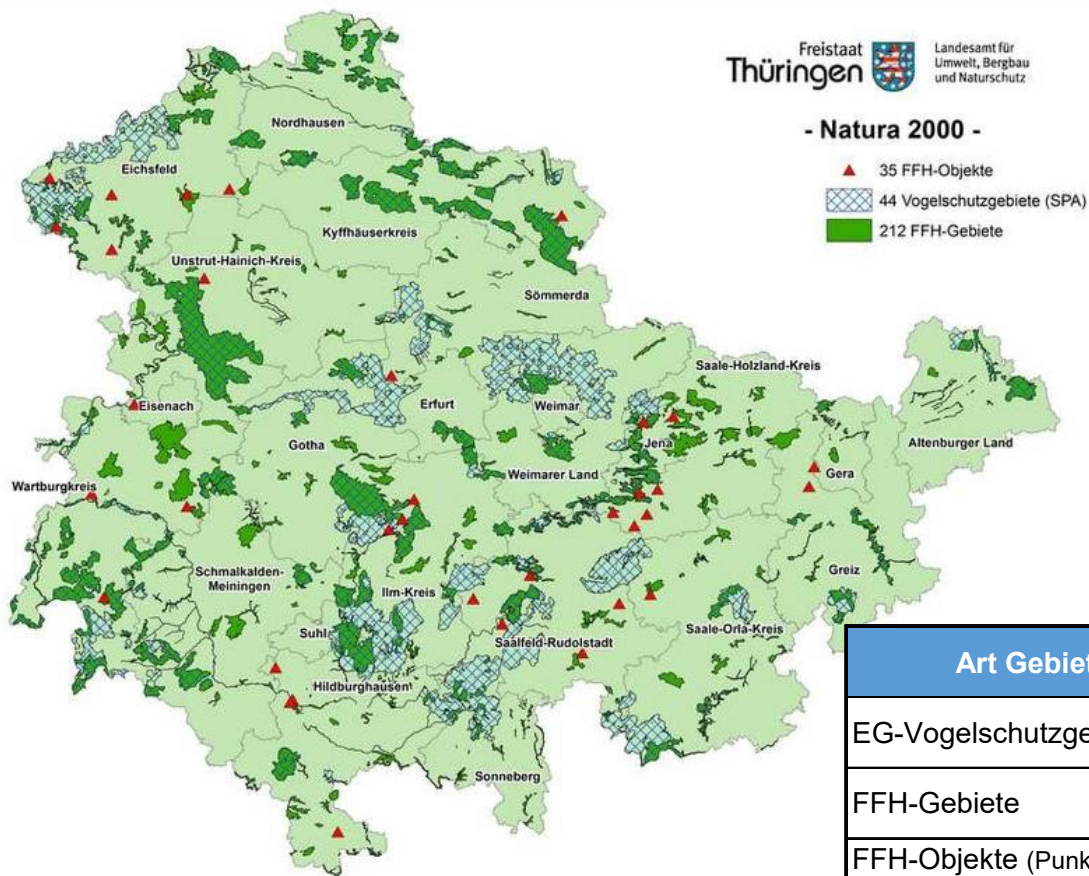 Freistaat
Thüringen
Landesamt für
Umwelt, Bergbau
und Naturschutz
- Natura 2000 -
35 FFH-Objekte
44 Vogelschutzgebiete (SPA)
212 FFH-Gebiete
Nordhausen
Eichsfeld
Kyffhäuserkreis
Unstrut-Hainich-Kreis
Sömmerda
Saale-Holzland-Kreis
Eisenach
Erfurt
Weimar
Gotha
Jena
Altenburger Land
Weimarer Land
Gera
Wartburgkreis
Schmalkalden-
Meiningen
Ilm-Kreis
Greiz
Suhl
Saalfeld-Rudolstadt
Saale-Orla-Kreis
Hildburghausen
Sonneberg
Art Gebiet
EG-Vogelschutzge
FFH-Gebiete
FFH-Objekte (Punk